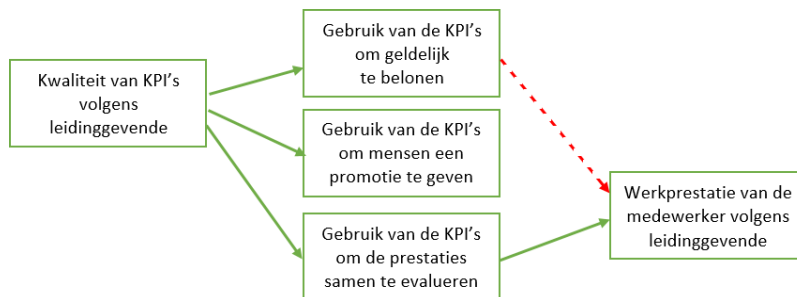 Kwaliteit van KPI's
volgens
leidinggevende
Gebruik van de KPI's
om geldelijk
te belonen
Gebruik van de KPI's
om mensen een
promotie te geven
Gebruik van de KPI's
om de prestaties
samen te evalueren
Werkprestatie van de
medewerker volgens
leidinggevende